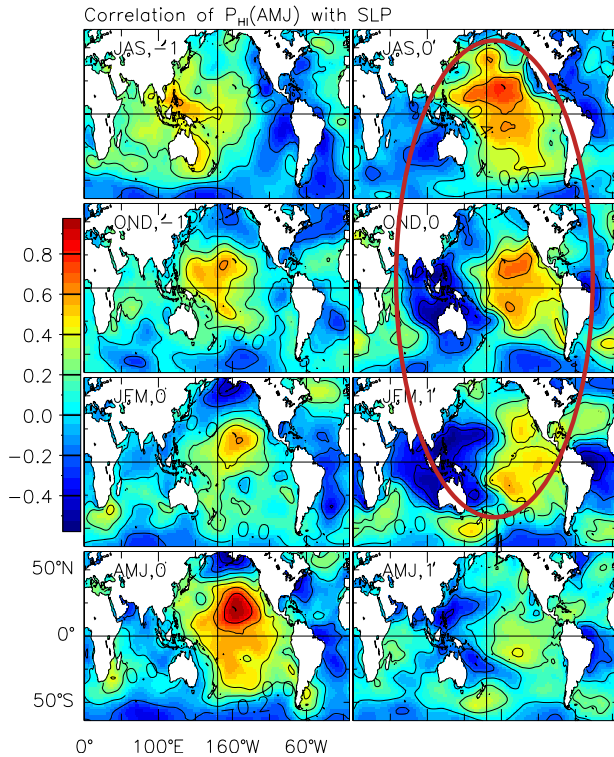 Correlation of P_HI(AMJ) with SLP
JAS,-1
JAS,0
OND,-1
OND,0
0.8
0.6
0.4
0.2
0.0
-0.2
-0.4
JFM,0
JFM,1
AMJ,0
AMJ,1
50°N
0°
50°S
0° 100°E 160°W 60°W